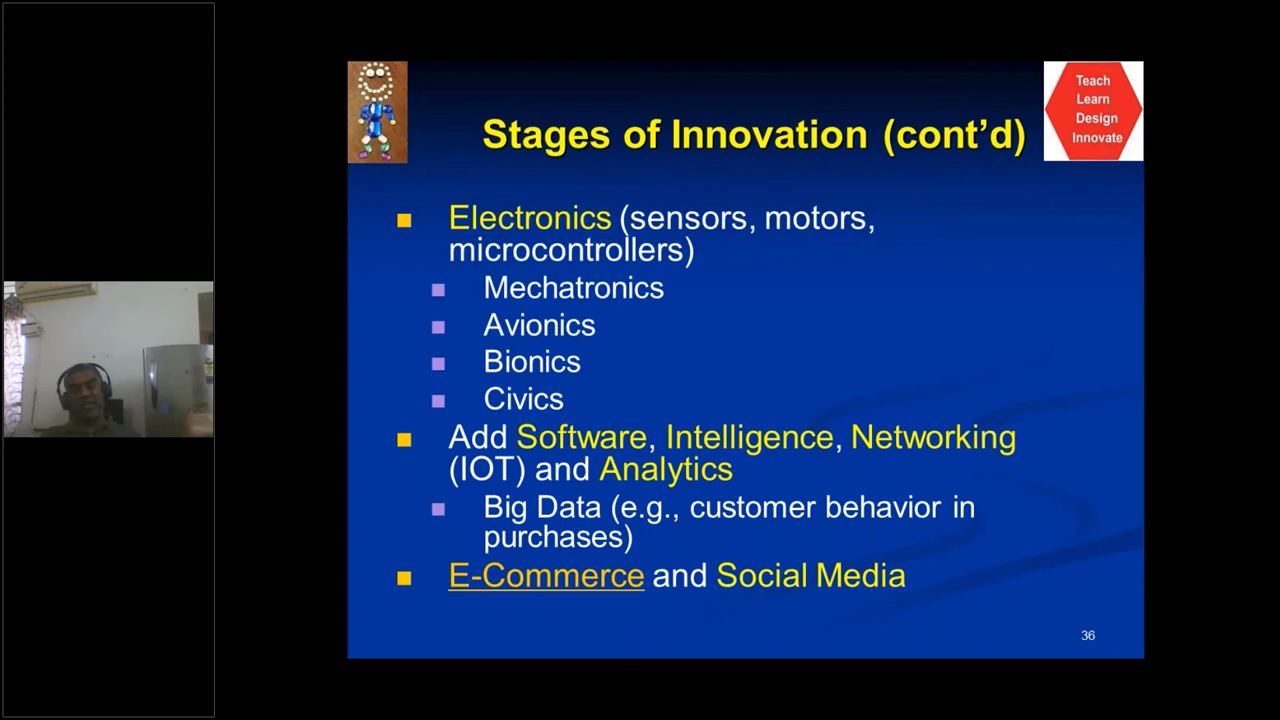 Teach
Learn
Design
Innovate
Stages of Innovation (cont’d)
Electronics (sensors, motors,
microcontrollers)
Mechatronics
Avionics
Bionics
Civics
Add Software, Intelligence, Networking
(IOT) and Analytics
Big Data (e.g., customer behavior in
purchases)
E-Commerce and Social Media
36